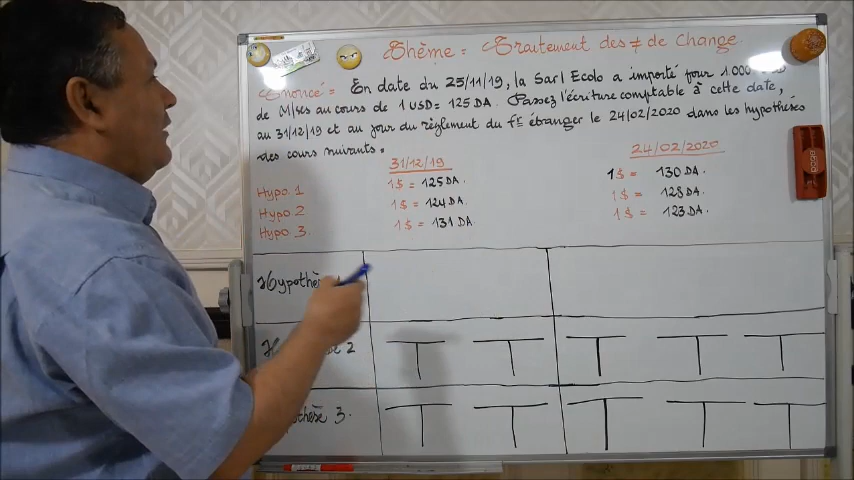 Thème = Traitement des ≠ de change
Enoncé = En date du 25/11/19, la Sarl Ecolo a importé pour 1.000
de M/ses au cours de 1 USD = 125 DA. Passez l'écriture comptable à cette date,
au 31/12/19 et au jour du règlement du fr étranger le 24/02/2020 dans les hypothèses
des cours suivants =
31/12/19 24/02/2020
Hypo. 1 1$ = 125 DA. 1$ = 130 DA.
Hypo. 2 1$ = 124 DA. 1$ = 128 DA.
Hypo. 3. 1$ = 131 DA. 1$ = 123 DA.
2
3.